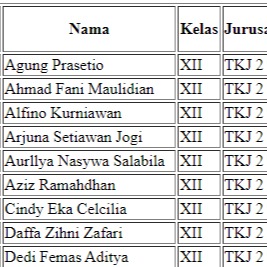 Nama Kelas Jurusa
Agung Prasetio XII TKJ 2
Ahmad Fani Maulidian XII TKJ 2
Alfino Kurniawan XII TKJ 2
Arjuna Setiawan Jogi XII TKJ 2
Aurllya Nasywa Salabila XII TKJ 2
Aziz Ramahdhan XII TKJ 2
Cindy Eka Celcilia XII TKJ 2
Daffa Zihni Zafari XII TKJ 2
Dedi Femas Aditya XII TKJ 2